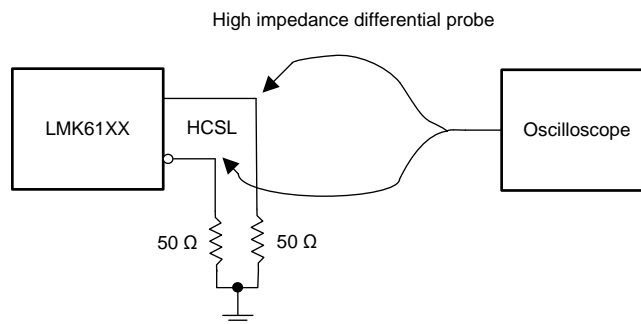 High impedance differential probe
LMK61XX
HCSL
Oscilloscope
50 Ω
50 Ω